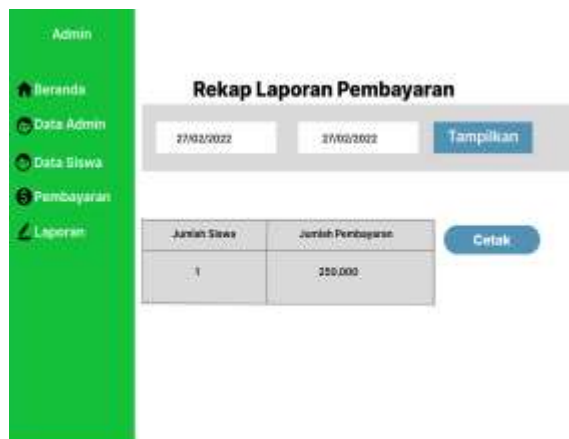 Admin
Beranda
Data Admin
Data Siswa
Pembayaran
Laporan
Rekap Laporan Pembayaran
27/02/2022 27/02/2022 Tampilkan
Jumlah Siswa Jumlah Pembayaran Cetak
1 250.000